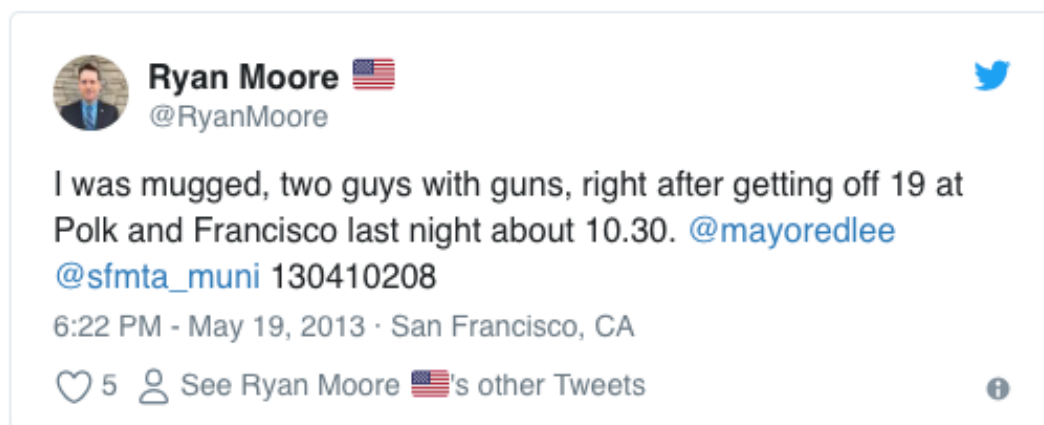 Ryan Moore 🇺🇸
@RyanMoore
I was mugged, two guys with guns, right after getting off 19 at
Polk and Francisco last night about 10.30. @mayoredlee
@sfmta_muni 130410208
6:22 PM - May 19, 2013 · San Francisco, CA
5 See Ryan Moore 🇺🇸's other Tweets